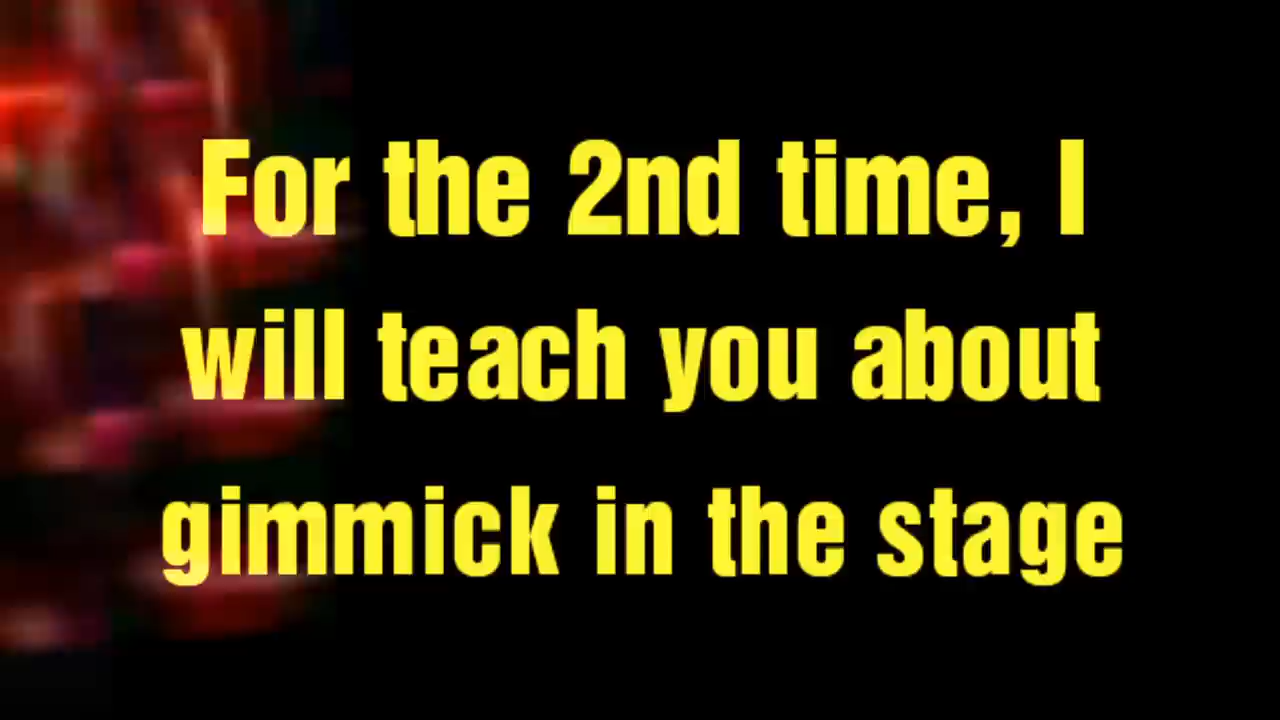 For the 2nd time, I
will teach you about
gimmick in the stage